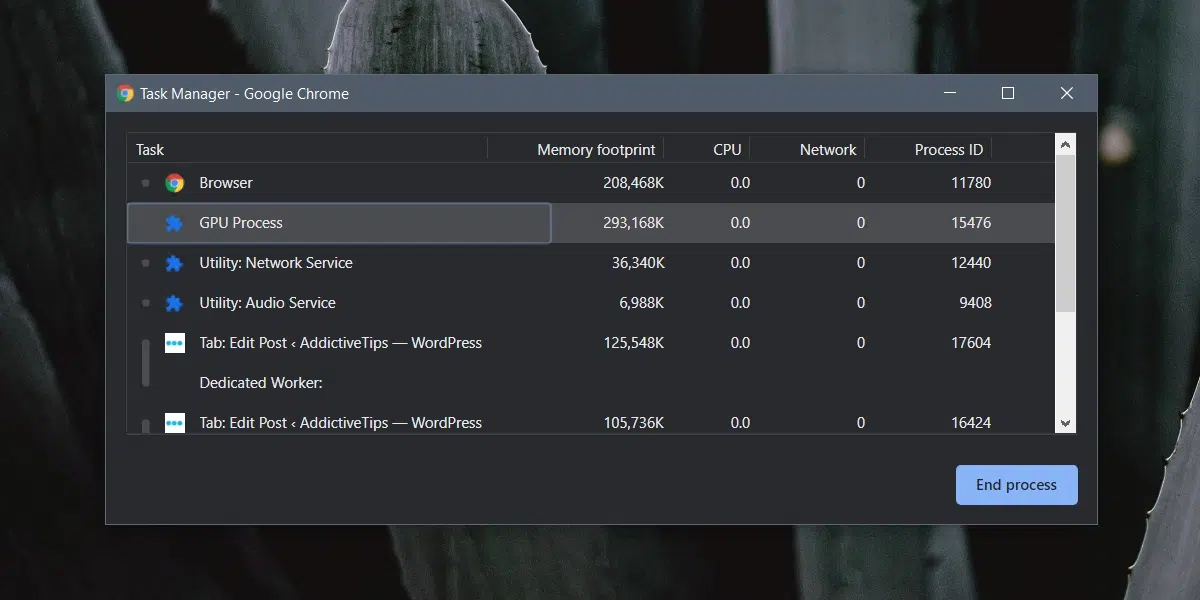 Task Manager - Google Chrome
Task Memory footprint CPU Network Process ID
Browser 208,468K 0.0 0 11780
GPU Process 293,168K 0.0 0 15476
Utility: Network Service 36,340K 0.0 0 12440
Utility: Audio Service 6,988K 0.0 0 9408
Tab: Edit Post ‹ AddictiveTips — WordPress 125,548K 0.0 0 17604
Dedicated Worker:
Tab: Edit Post ‹ AddictiveTips — WordPress 105,736K 0.0 0 16424
End process